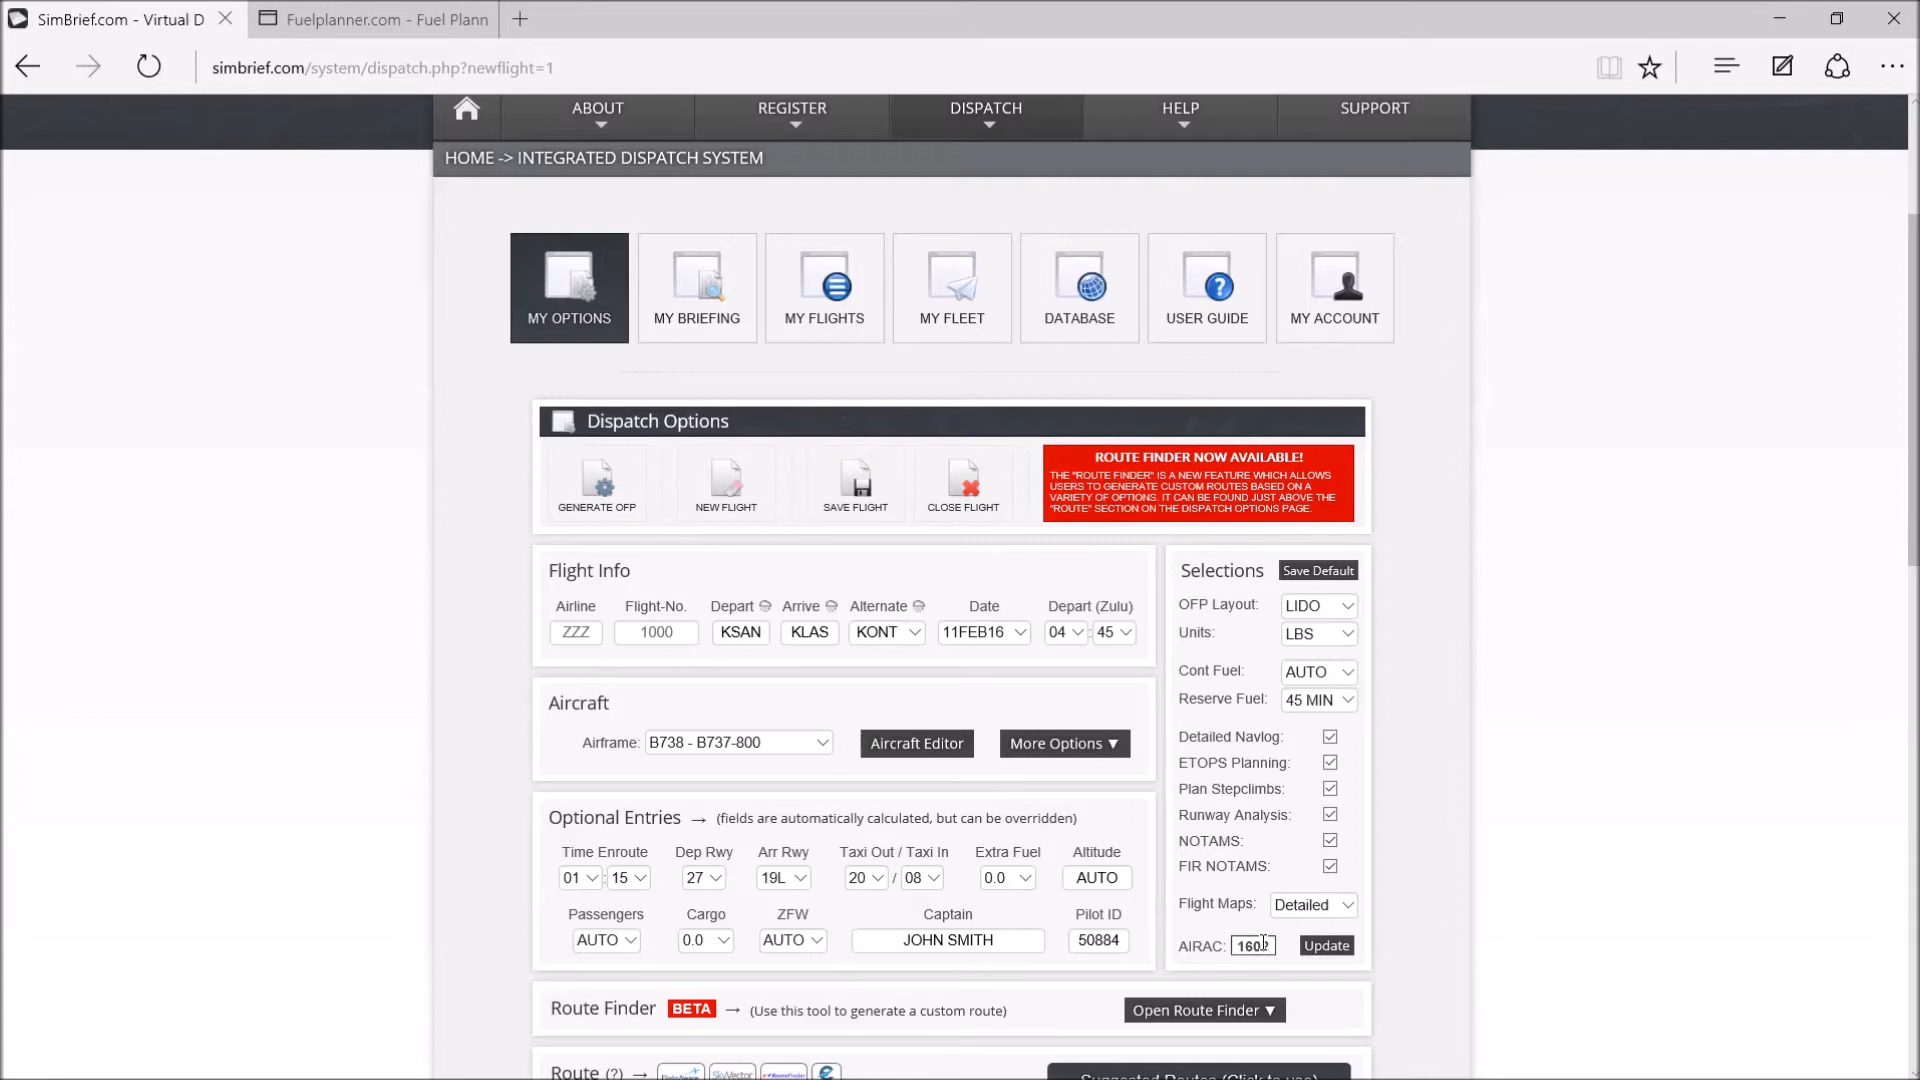 SimBrief.com - Virtual D
Fuelplanner.com - Fuel Plann
simbrief.com/system/dispatch.php?newflight=1
ABOUT
REGISTER
DISPATCH
HELP
SUPPORT
HOME -> INTEGRATED DISPATCH SYSTEM
MY OPTIONS
MY BRIEFING
MY FLIGHTS
MY FLEET
DATABASE
USER GUIDE
MY ACCOUNT
Dispatch Options
GENERATE OFP
NEW FLIGHT
SAVE FLIGHT
CLOSE FLIGHT
ROUTE FINDER NOW AVAILABLE!
THE "ROUTE FINDER" IS A NEW FEATURE WHICH ALLOWS
USERS TO GENERATE CUSTOM ROUTES BASED ON A
VARIETY OF OPTIONS. IT CAN BE FOUND JUST ABOVE THE
"ROUTE" SECTION ON THE DISPATCH OPTIONS PAGE.
Flight Info
Airline Flight-No. Depart Arrive Alternate Date Depart (Zulu)
ZZZ 1000 KSAN KLAS KONT 11FEB16 04 : 45
Aircraft
Airframe: B738 - B737-800 Aircraft Editor More Options ▼
Optional Entries → (fields are automatically calculated, but can be overridden)
Time Enroute Dep Rwy Arr Rwy Taxi Out / Taxi In Extra Fuel Altitude
01 : 15 27 19L 20 / 08 0.0 AUTO
Passengers Cargo ZFW Captain Pilot ID
AUTO 0.0 AUTO JOHN SMITH 50884
Selections Save Default
OFP Layout: LIDO
Units: LBS
Cont Fuel: AUTO
Reserve Fuel: 45 MIN
Detailed Navlog:
ETOPS Planning:
Plan Stepclimbs:
Runway Analysis:
NOTAMS:
FIR NOTAMS:
Flight Maps: Detailed
AIRAC: Update
Route Finder BETA → (Use this tool to generate a custom route) Open Route Finder ▼
Route (?) → FlightAware SkyVector RouteFinder Suggested Routes (Click to use)